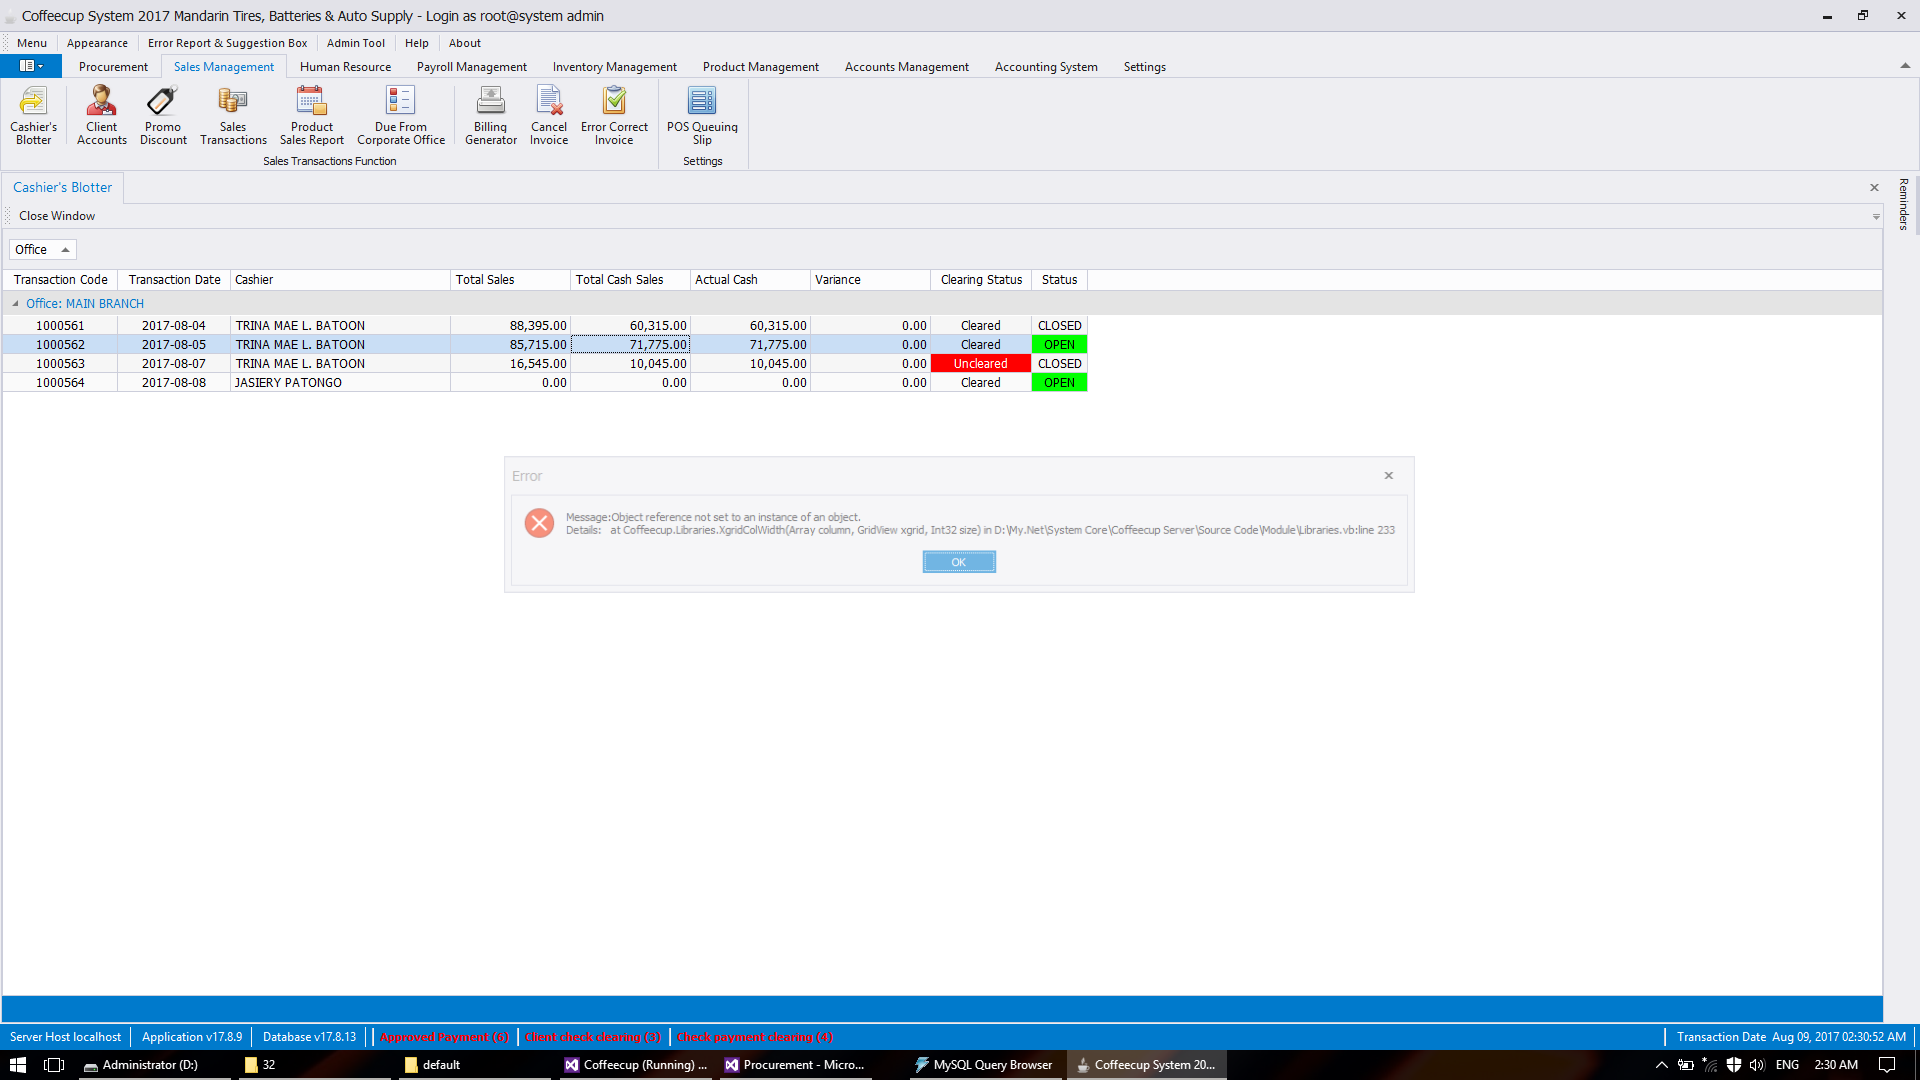 Coffeecup System 2017 Mandarin Tires, Batteries & Auto Supply - Login as root@system admin
Menu Appearance Error Report & Suggestion Box Admin Tool Help About
Procurement Sales Management Human Resource Payroll Management Inventory Management Product Management Accounts Management Accounting System Settings
Cashier's Blotter
Client Accounts
Promo Discount
Sales Transactions
Product Sales Report
Due From Corporate Office
Billing Generator
Cancel Invoice
Error Correct Invoice
POS Queuing Slip
Sales Transactions Function
Settings
Cashier's Blotter
Reminders
Close Window
Office
Transaction Code Transaction Date Cashier Total Sales Total Cash Sales Actual Cash Variance Clearing Status Status
Office: MAIN BRANCH
1000561 2017-08-04 TRINA MAE L. BATOON 88,395.00 60,315.00 60,315.00 0.00 Cleared CLOSED
1000562 2017-08-05 TRINA MAE L. BATOON 85,715.00 71,775.00 71,775.00 0.00 Cleared OPEN
1000563 2017-08-07 TRINA MAE L. BATOON 16,545.00 10,045.00 10,045.00 0.00 Uncleared CLOSED
1000564 2017-08-08 JASIERY PATONGO 0.00 0.00 0.00 0.00 Cleared OPEN
Error
Message:Object reference not set to an instance of an object.
Details: at Coffeecup.Libraries.XgridColWidth(Array column, GridView xgrid, Int32 size) in D:\My.Net\System Core\Coffeecup Server\Source Code\Module\Libraries.vb:line 233
OK
Server Host localhost Application v17.8.9 Database v17.8.13 Approved Payment (6) Client check clearing (3) Check payment clearing (4) Transaction Date Aug 09, 2017 02:30:52 AM
Administrator (D:) 32 default Coffeecup (Running) ... Procurement - Micro... MySQL Query Browser Coffeecup System 20... ENG 2:30 AM